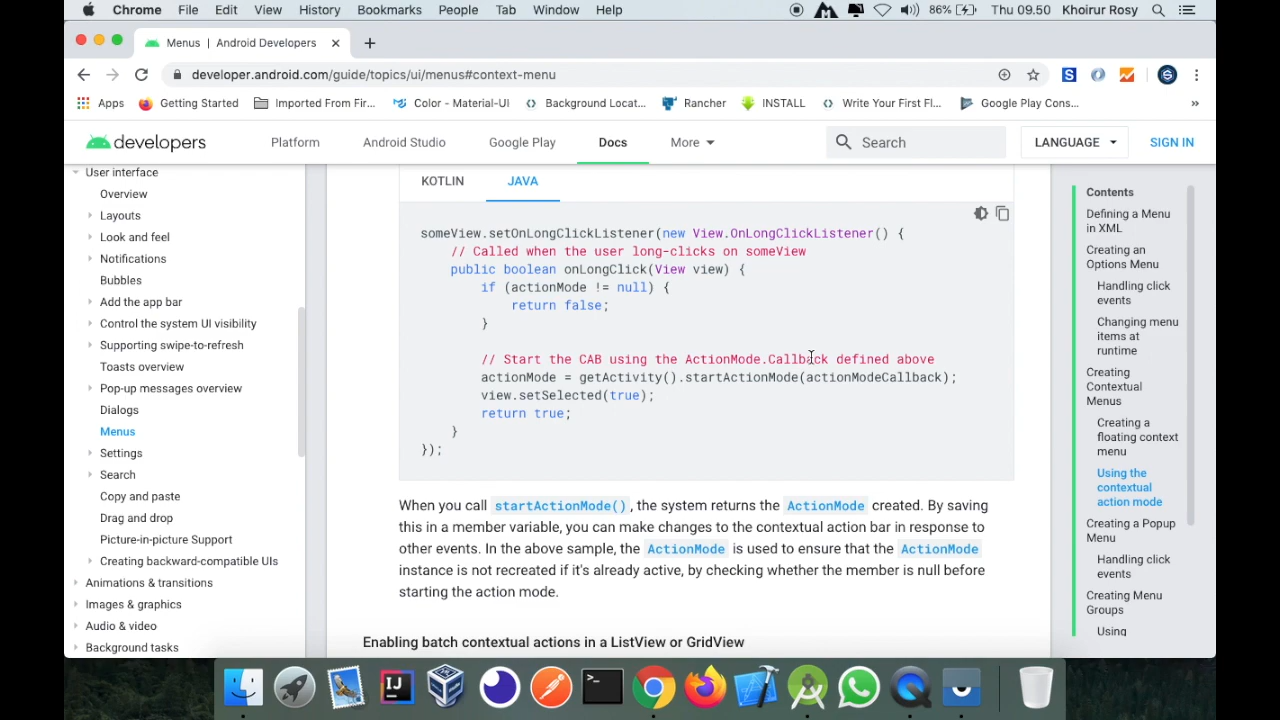 Chrome File Edit View History Bookmarks People Tab Window Help 86% Thu 09.50 Khoirur Rosy
Menus | Android Developers
developer.android.com/guide/topics/ui/menus#context-menu
Apps Getting Started Imported From Fir... Color - Material-UI Background Locat... Rancher INSTALL Write Your First Fl... Google Play Cons... »
developers Platform Android Studio Google Play Docs More Search LANGUAGE SIGN IN
User interface
Overview
Layouts
Look and feel
Notifications
Bubbles
Add the app bar
Control the system UI visibility
Supporting swipe-to-refresh
Toasts overview
Pop-up messages overview
Dialogs
Menus
Settings
Search
Copy and paste
Drag and drop
Picture-in-picture Support
Creating backward-compatible UIs
Animations & transitions
Images & graphics
Audio & video
Background tasks
KOTLIN JAVA
someView.setOnLongClickListener(new View.OnLongClickListener() {
// Called when the user long-clicks on someView
public boolean onLongClick(View view) {
if (actionMode != null) {
return false;
}
// Start the CAB using the ActionMode.Callback defined above
actionMode = getActivity().startActionMode(actionModeCallback);
view.setSelected(true);
return true;
}
});
When you call startActionMode(), the system returns the ActionMode created. By saving
this in a member variable, you can make changes to the contextual action bar in response to
other events. In the above sample, the ActionMode is used to ensure that the ActionMode
instance is not recreated if it's already active, by checking whether the member is null before
starting the action mode.
Enabling batch contextual actions in a ListView or GridView
Contents
Defining a Menu
in XML
Creating an
Options Menu
Handling click
events
Changing menu
items at
runtime
Creating
Contextual
Menus
Creating a
floating context
menu
Using the
contextual
action mode
Creating a Popup
Menu
Handling click
events
Creating Menu
Groups
Using